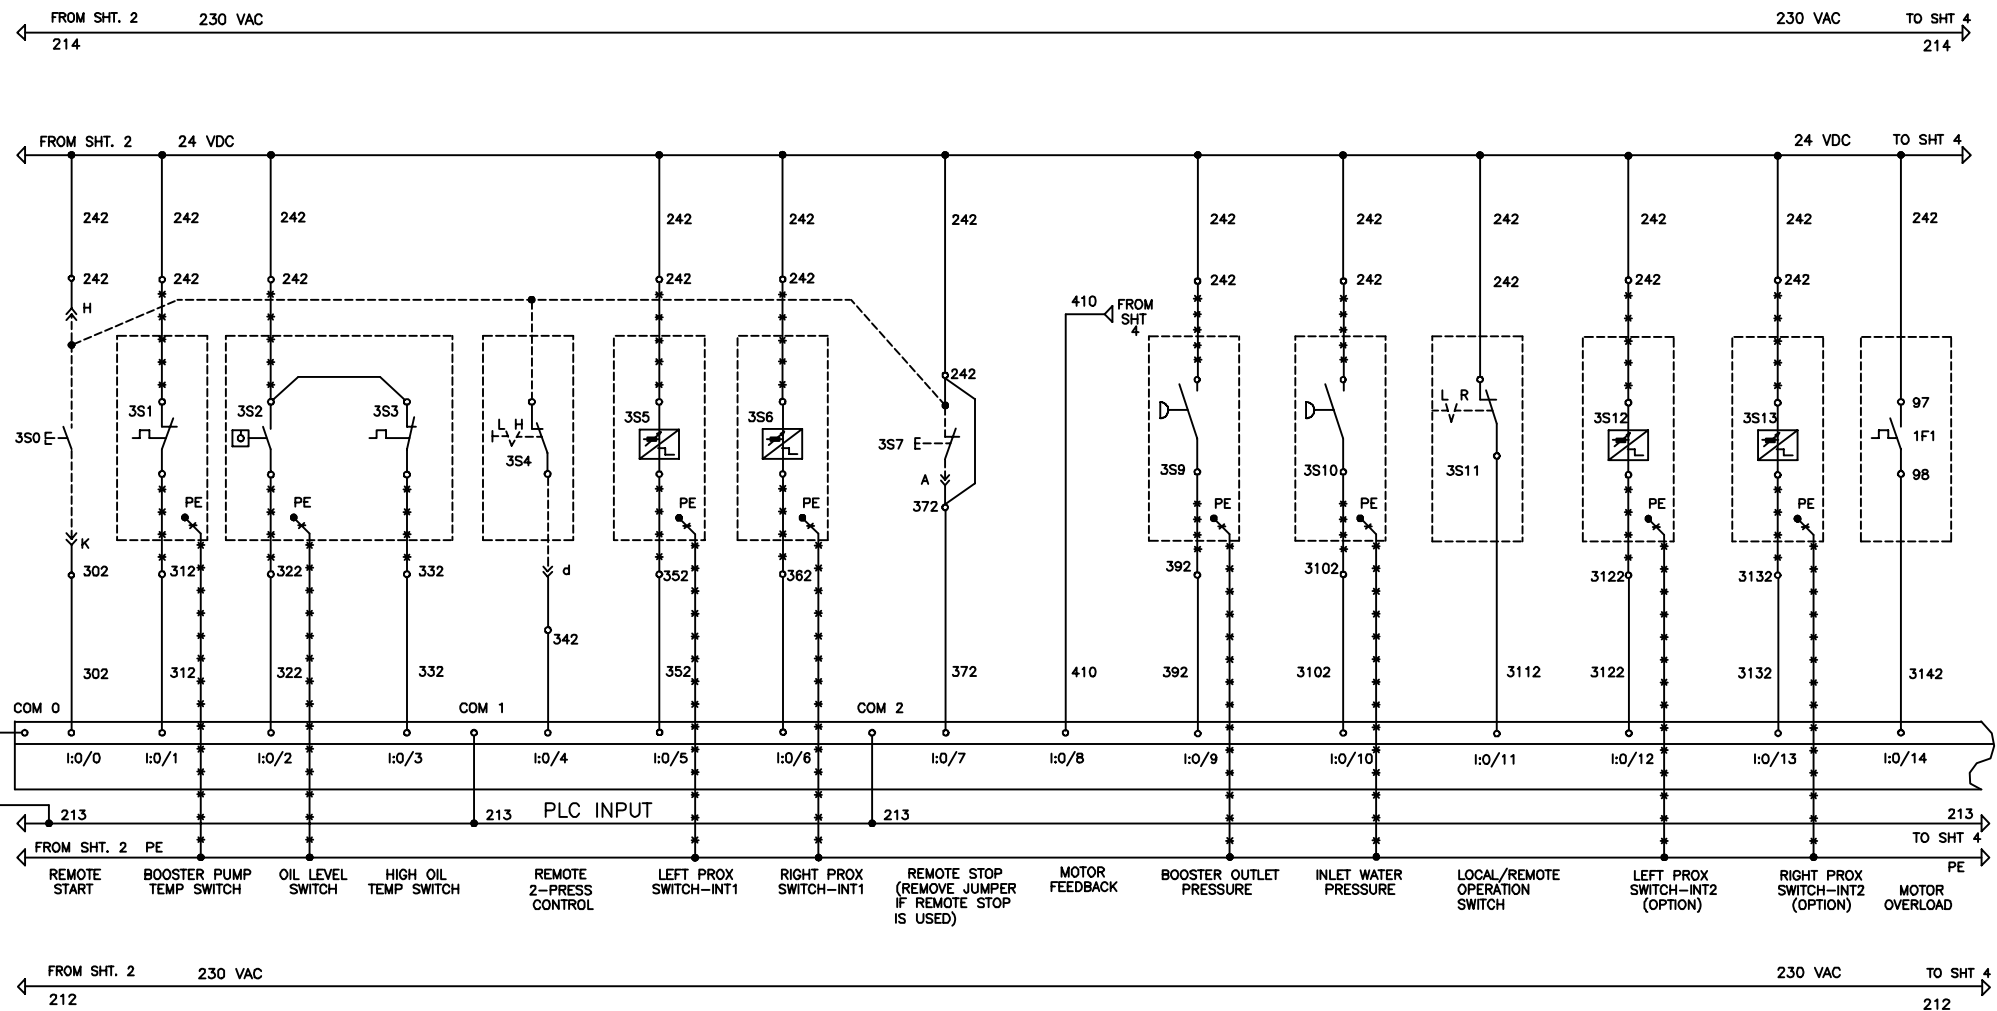 FROM SHT. 2 230 VAC 230 VAC TO SHT 4
214 214
FROM SHT. 2 24 VDC 24 VDC TO SHT 4
242 242 242 242 242 242 242 242 242 242 242 242
242 242 242 242 242 242 242 242 242 242
H 410 FROM
SHT
4
242
3S1 3S2 3S3 L H 3S5 3S6 L R 3S12 3S13 97
3S0 E 3S4 3S7 E 1F1
A 3S9 3S10 3S11 98
PE PE PE PE 372 PE PE PE PE
K
302 312 322 332 d 352 362 392 3102 3122 3132
342
302 312 322 332 352 372 410 392 3102 3112 3122 3132 3142
COM 0 COM 1 COM 2
I:0/0 I:0/1 I:0/2 I:0/3 I:0/4 I:0/5 I:0/6 I:0/7 I:0/8 I:0/9 I:0/10 I:0/11 I:0/12 I:0/13 I:0/14
213 213 PLC INPUT 213 213
TO SHT 4
FROM SHT. 2 PE PE
REMOTE
START
BOOSTER PUMP
TEMP SWITCH
OIL LEVEL
SWITCH
HIGH OIL
TEMP SWITCH
REMOTE
2-PRESS
CONTROL
LEFT PROX
SWITCH-INT1
RIGHT PROX
SWITCH-INT1
REMOTE STOP
(REMOVE JUMPER
IF REMOTE STOP
IS USED)
MOTOR
FEEDBACK
BOOSTER OUTLET
PRESSURE
INLET WATER
PRESSURE
LOCAL/REMOTE
OPERATION
SWITCH
LEFT PROX
SWITCH-INT2
(OPTION)
RIGHT PROX
SWITCH-INT2
(OPTION)
MOTOR
OVERLOAD
FROM SHT. 2 230 VAC 230 VAC TO SHT 4
212 212